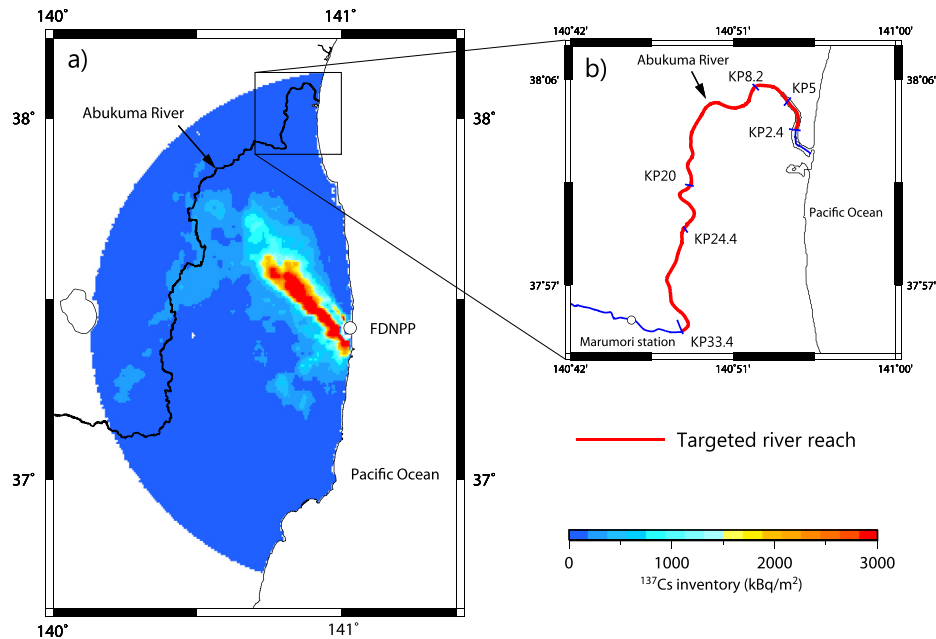 140˚
141˚
a)
Abukuma River
38˚
38˚
FDNPP
37˚
37˚
Pacific Ocean
140˚
141˚
140˚42'
140˚51'
141˚00'
b)
Abukuma River
38˚06'
38˚06'
KP8.2
KP5
KP2.4
KP20
Pacific Ocean
KP24.4
37˚57'
37˚57'
Marumori station
KP33.4
140˚42'
140˚51'
141˚00'
Targeted river reach
0
1000
2000
3000
¹³⁷Cs inventory (kBq/m²)